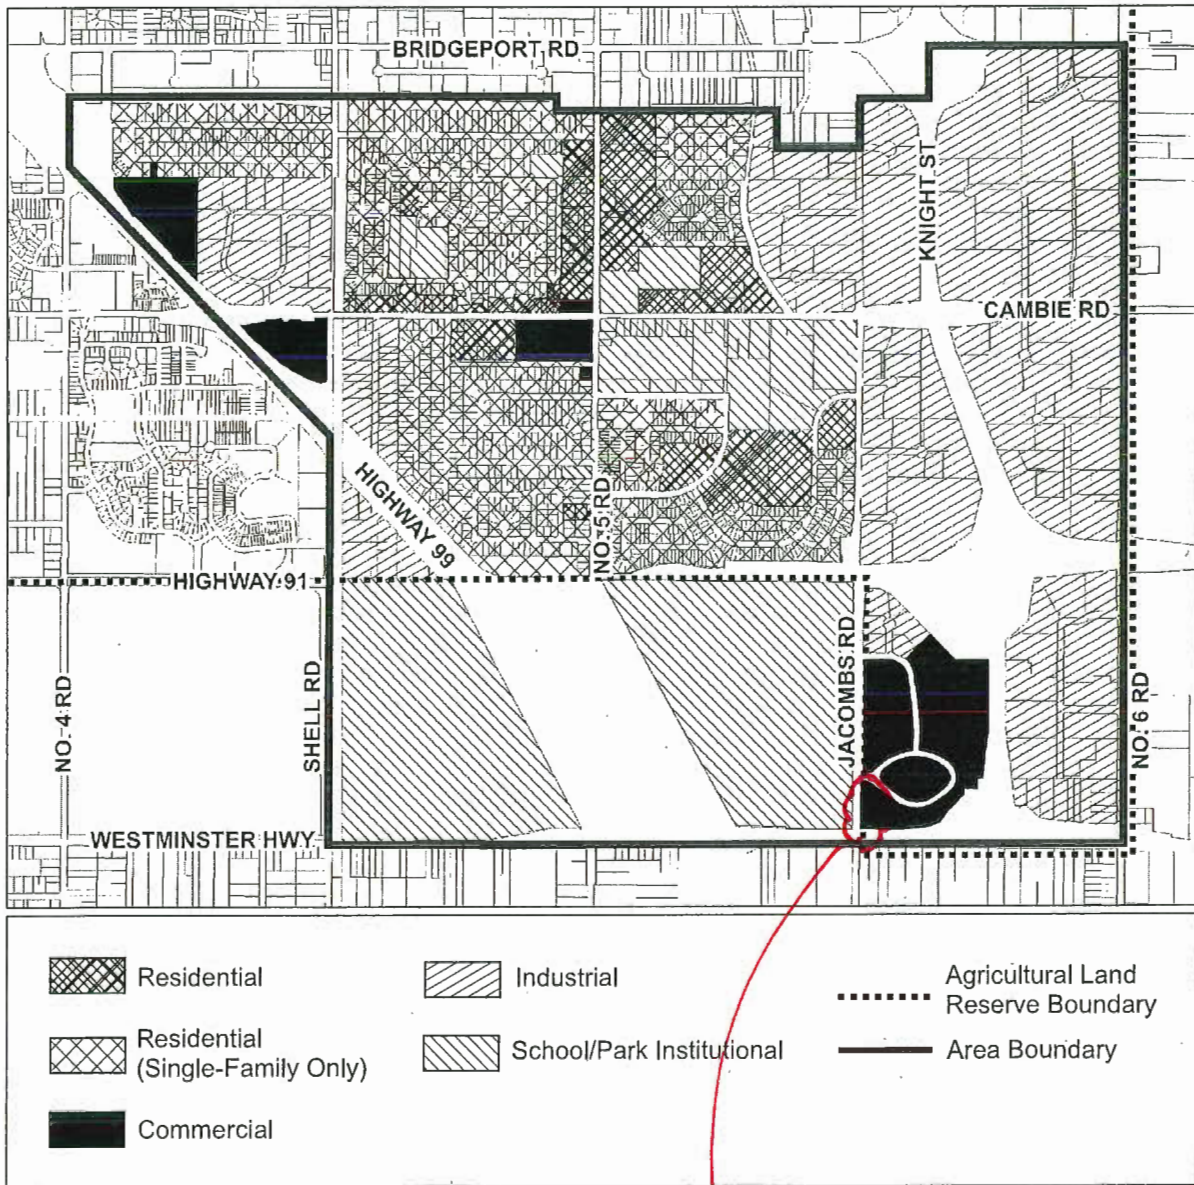 BRIDGEPORT RD
KNIGHT ST
CAMBIE RD
HIGHWAY 99
NO. 5 RD
HIGHWAY 91
NO. 4 RD
SHELL RD
JACOMBS RD
NO. 6 RD
WESTMINSTER HWY.
Residential
Industrial
Agricultural Land
Reserve Boundary
Residential
(Single-Family Only)
School/Park Institutional
Area Boundary
Commercial